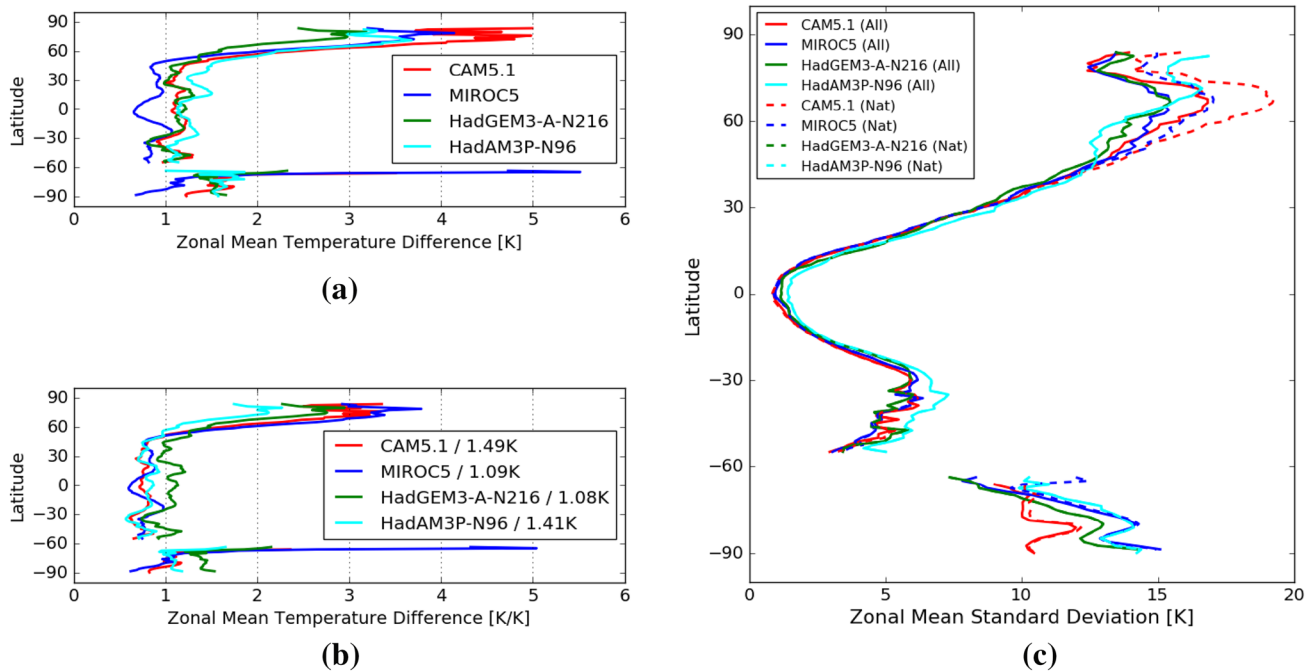 90
60
30
0
−30
−60
−90
Latitude
CAM5.1
MIROC5
HadGEM3-A-N216
HadAM3P-N96
0 1 2 3 4 5 6
Zonal Mean Temperature Difference [K]
(a)
90
60
30
0
−30
−60
−90
Latitude
CAM5.1 / 1.49K
MIROC5 / 1.09K
HadGEM3-A-N216 / 1.08K
HadAM3P-N96 / 1.41K
0 1 2 3 4 5 6
Zonal Mean Temperature Difference [K/K]
(b)
90
60
30
0
−30
−60
−90
Latitude
CAM5.1 (All)
MIROC5 (All)
HadGEM3-A-N216 (All)
HadAM3P-N96 (All)
CAM5.1 (Nat)
MIROC5 (Nat)
HadGEM3-A-N216 (Nat)
HadAM3P-N96 (Nat)
0 5 10 15 20
Zonal Mean Standard Deviation [K]
(c)